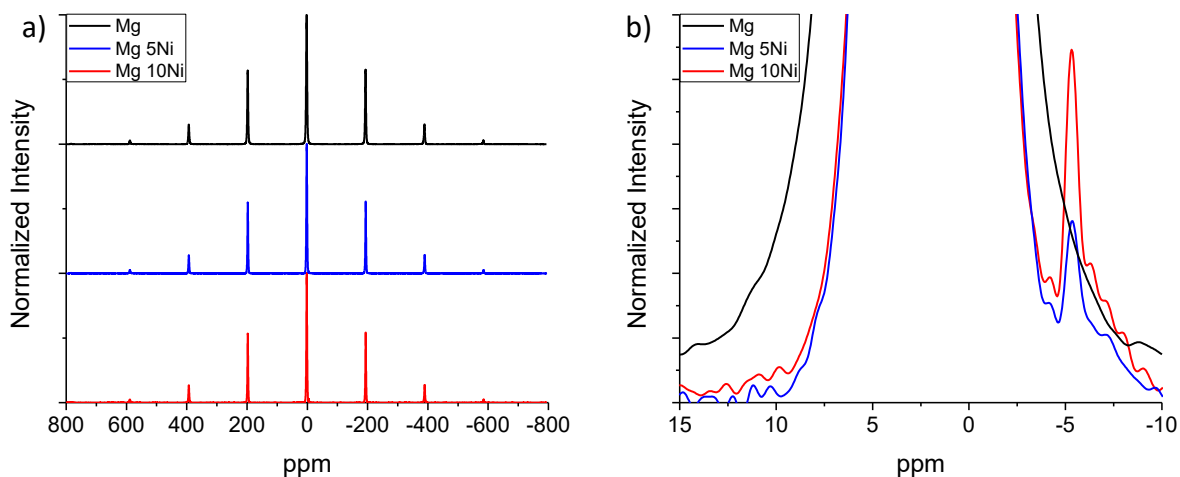 a)
Mg
Mg 5Ni
Mg 10Ni
Normalized Intensity
800 600 400 200 0 -200 -400 -600 -800
ppm
b)
Mg
Mg 5Ni
Mg 10Ni
Normalized Intensity
15 10 5 0 -5 -10
ppm